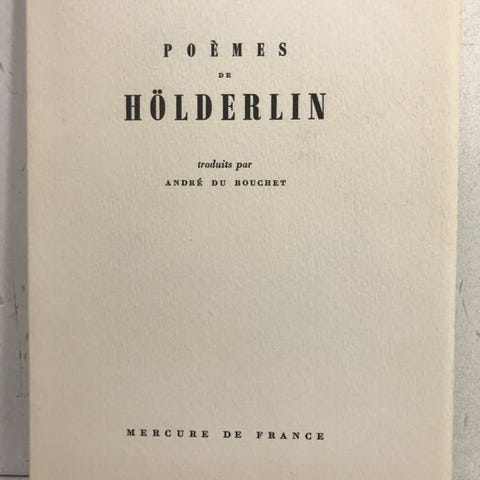 POÈMES
DE
HÖLDERLIN
traduits par
ANDRÉ DU BOUCHET
MERCURE DE FRANCE